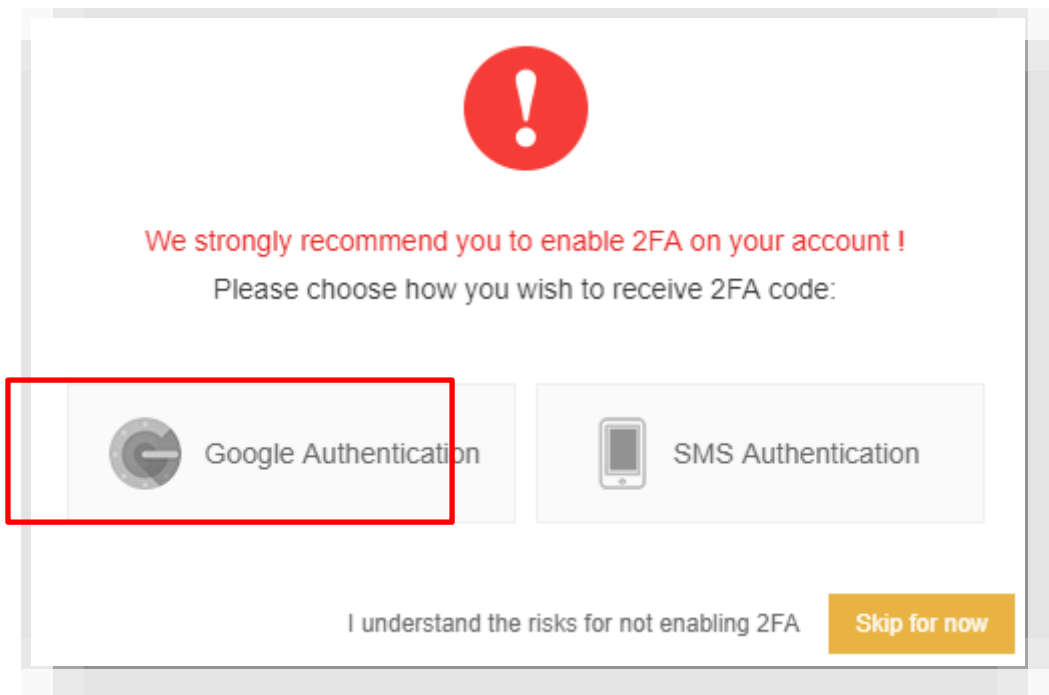 We strongly recommend you to enable 2FA on your account !
Please choose how you wish to receive 2FA code:
Google Authentication
SMS Authentication
I understand the risks for not enabling 2FA
Skip for now